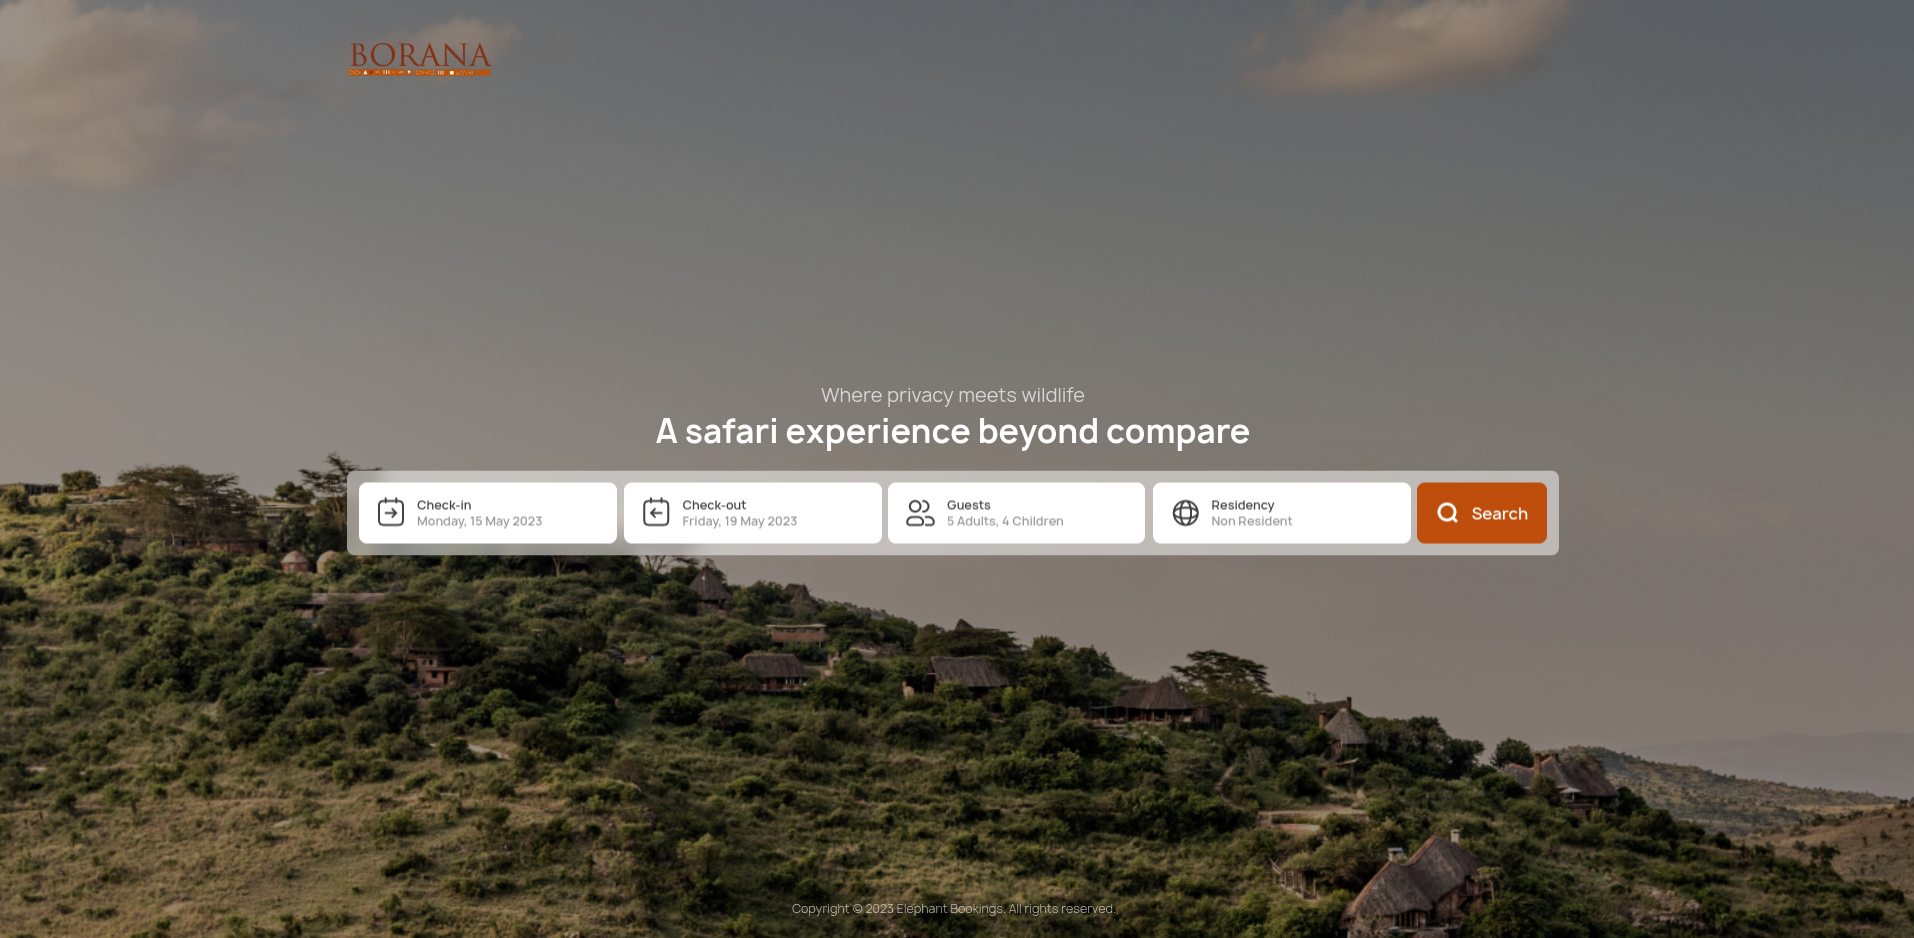 BORANA
Where privacy meets wildlife
A safari experience beyond compare
Check-in
Monday, 15 May 2023
Check-out
Friday, 19 May 2023
Guests
5 Adults, 4 Children
Residency
Non Resident
Search
Copyright © 2023 Elephant Bookings. All rights reserved.